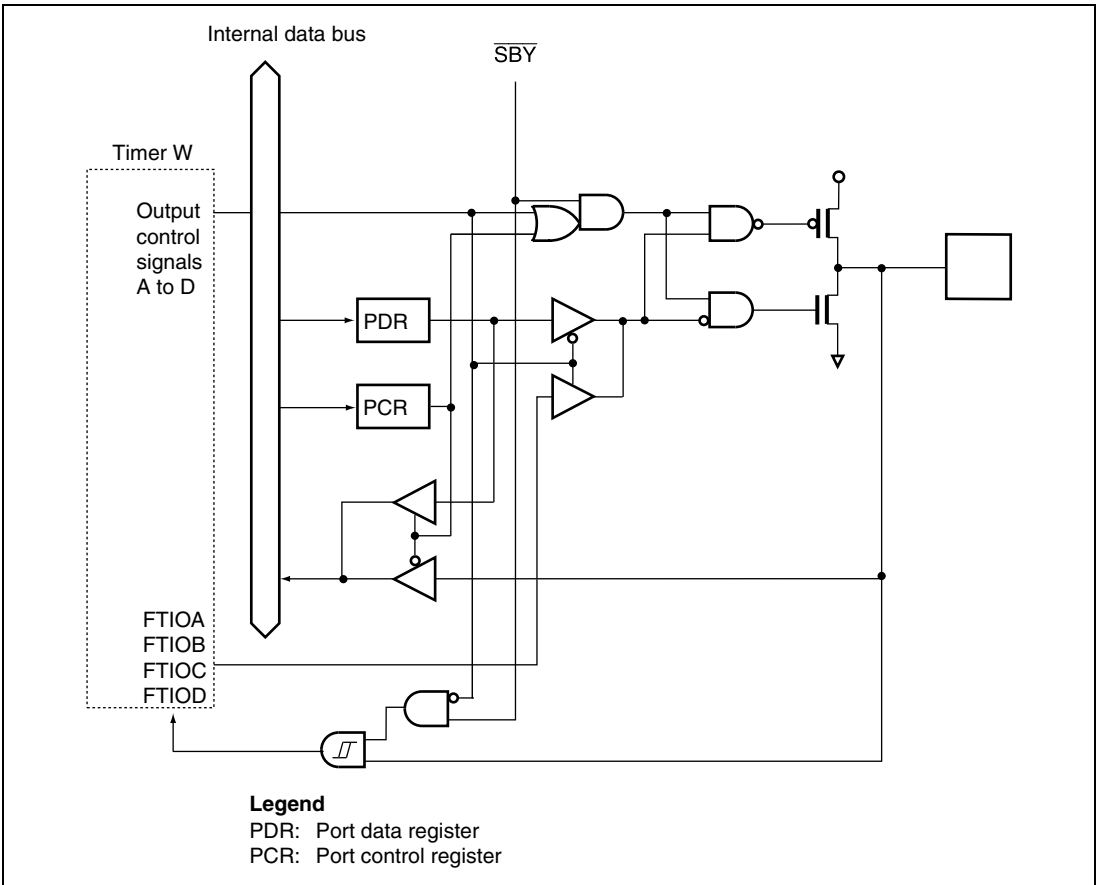 Internal data bus
SBY
Timer W
Output
control
signals
A to D
PDR
PCR
FTIOA
FTIOB
FTIOC
FTIOD
Legend
PDR: Port data register
PCR: Port control register